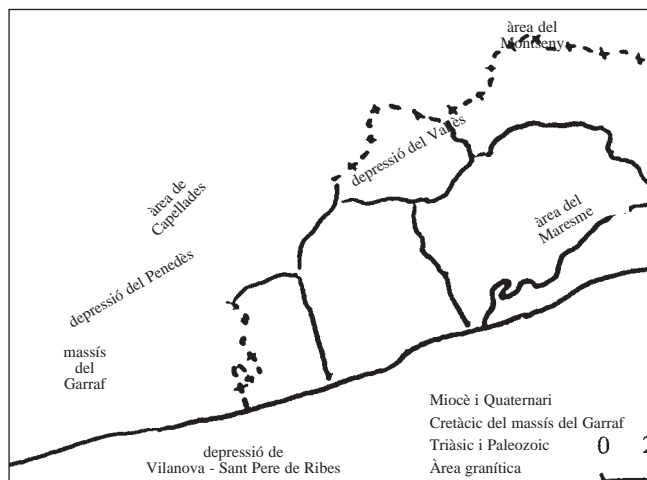 àrea del
Montseny
depressió del Vallès
àrea de
Capellades
àrea del
Maresme
depressió del Penedès
massís
del
Garraf
Miocè i Quaternari
Cretàcic del massís del Garraf
Triàsic i Paleozoic
Àrea granítica
0 2
depressió de
Vilanova - Sant Pere de Ribes